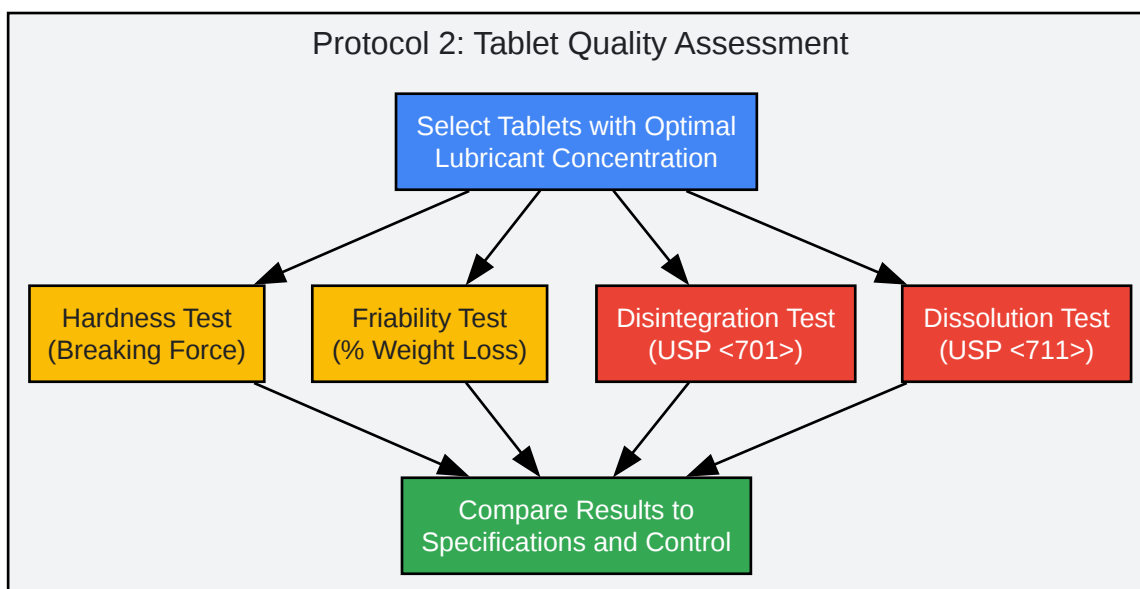 Protocol 2: Tablet Quality Assessment
Select Tablets with Optimal
Lubricant Concentration
Hardness Test
(Breaking Force)
Friability Test
(% Weight Loss)
Disintegration Test
(USP <701>)
Dissolution Test
(USP <711>)
Compare Results to
Specifications and Control